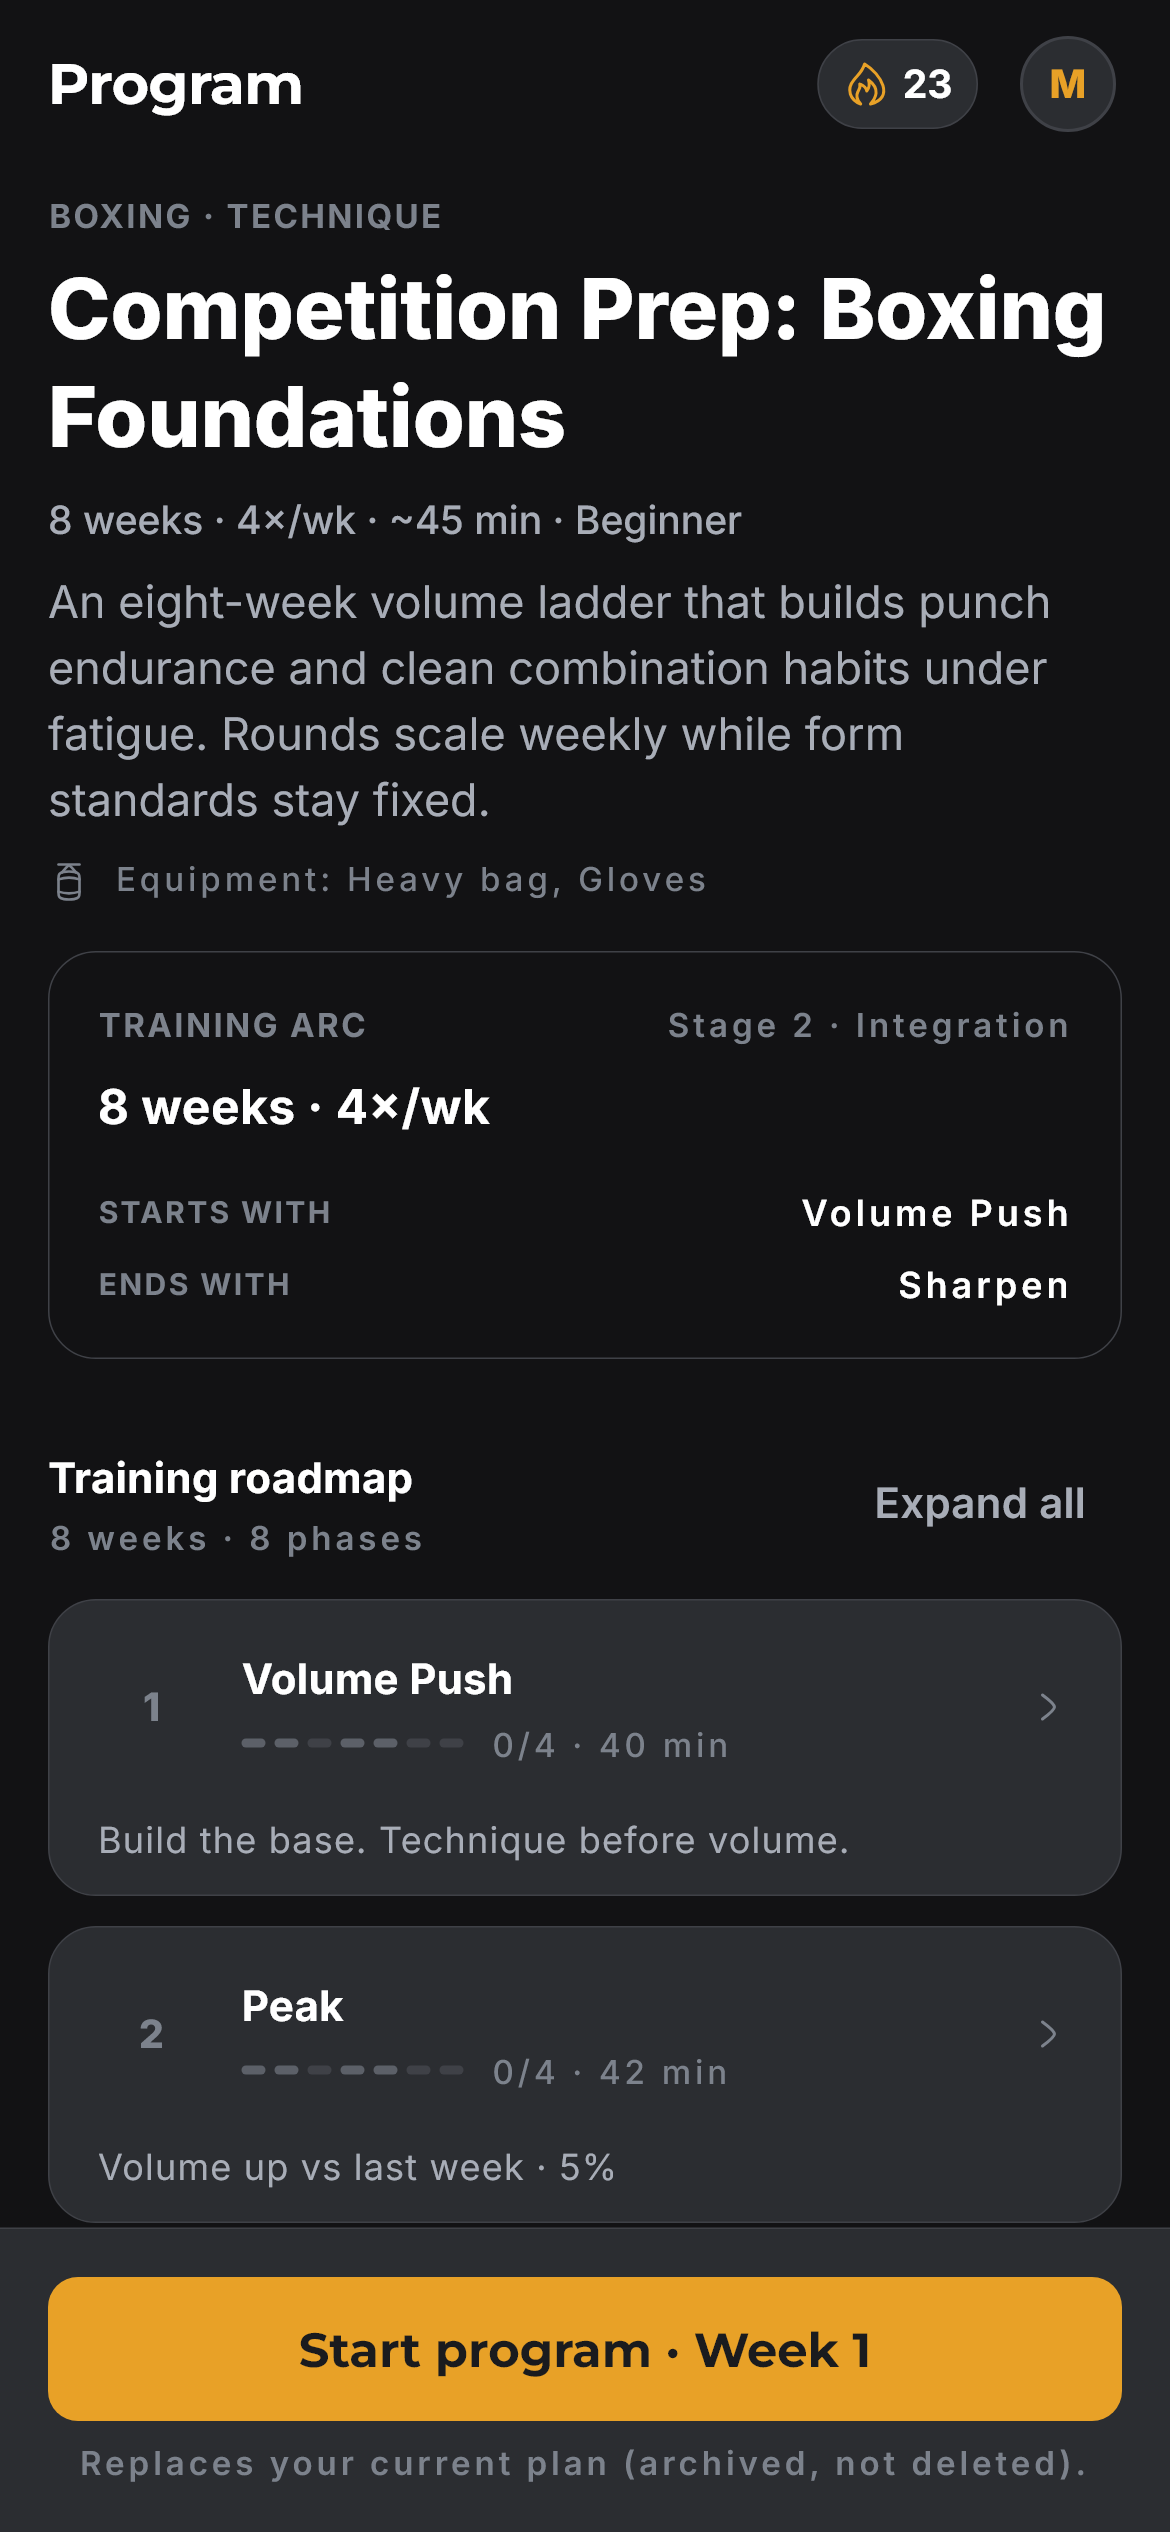 Program
23
M
BOXING · TECHNIQUE
Competition Prep: Boxing
Foundations
8 weeks · 4×/wk · ~45 min · Beginner
An eight-week volume ladder that builds punch
endurance and clean combination habits under
fatigue. Rounds scale weekly while form
standards stay fixed.
Equipment: Heavy bag, Gloves
TRAINING ARC
Stage 2 · Integration
8 weeks · 4×/wk
STARTS WITH
Volume Push
ENDS WITH
Sharpen
Training roadmap
Expand all
8 weeks · 8 phases
1
Volume Push
0/4 · 40 min
Build the base. Technique before volume.
2
Peak
0/4 · 42 min
Volume up vs last week · 5%
Start program · Week 1
Replaces your current plan (archived, not deleted).